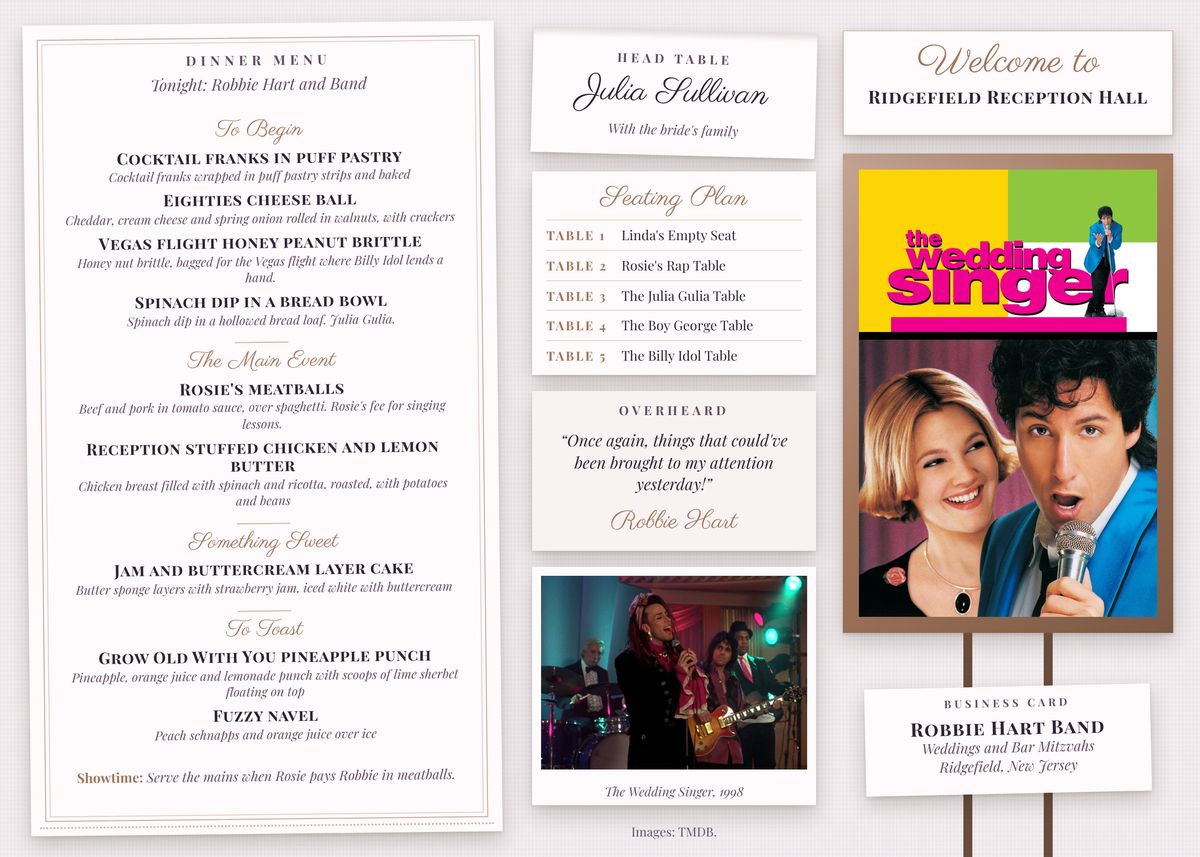 DINNER MENU
Tonight: Robbie Hart and Band
To Begin
COCKTAIL FRANKS IN PUFF PASTRY
Cocktail franks wrapped in puff pastry strips and baked
EIGHTIES CHEESE BALL
Cheddar, cream cheese and spring onion rolled in walnuts, with crackers
VEGAS FLIGHT HONEY PEANUT BRITTLE
Honey nut brittle, bagged for the Vegas flight where Billy Idol lends a
hand.
SPINACH DIP IN A BREAD BOWL
Spinach dip in a hollowed bread loaf. Julia Gulia.
The Main Event
ROSIE'S MEATBALLS
Beef and pork in tomato sauce, over spaghetti. Rosie's fee for singing
lessons.
RECEPTION STUFFED CHICKEN AND LEMON
BUTTER
Chicken breast filled with spinach and ricotta, roasted, with potatoes
and beans
Something Sweet
JAM AND BUTTERCREAM LAYER CAKE
Butter sponge layers with strawberry jam, iced white with buttercream
To Toast
GROW OLD WITH YOU PINEAPPLE PUNCH
Pineapple, orange juice and lemonade punch with scoops of lime sherbet
floating on top
FUZZY NAVEL
Peach schnapps and orange juice over ice
Showtime: Serve the mains when Rosie pays Robbie in meatballs.
HEAD TABLE
Julia Sullivan
With the bride's family
Seating Plan
TABLE 1 Linda's Empty Seat
TABLE 2 Rosie's Rap Table
TABLE 3 The Julia Gulia Table
TABLE 4 The Boy George Table
TABLE 5 The Billy Idol Table
OVERHEARD
“Once again, things that could've
been brought to my attention
yesterday!”
Robbie Hart
The Wedding Singer, 1998
Images: TMDB.
Welcome to
RIDGEFIELD RECEPTION HALL
the
wedding
singer
BUSINESS CARD
ROBBIE HART BAND
Weddings and Bar Mitzvahs
Ridgefield, New Jersey